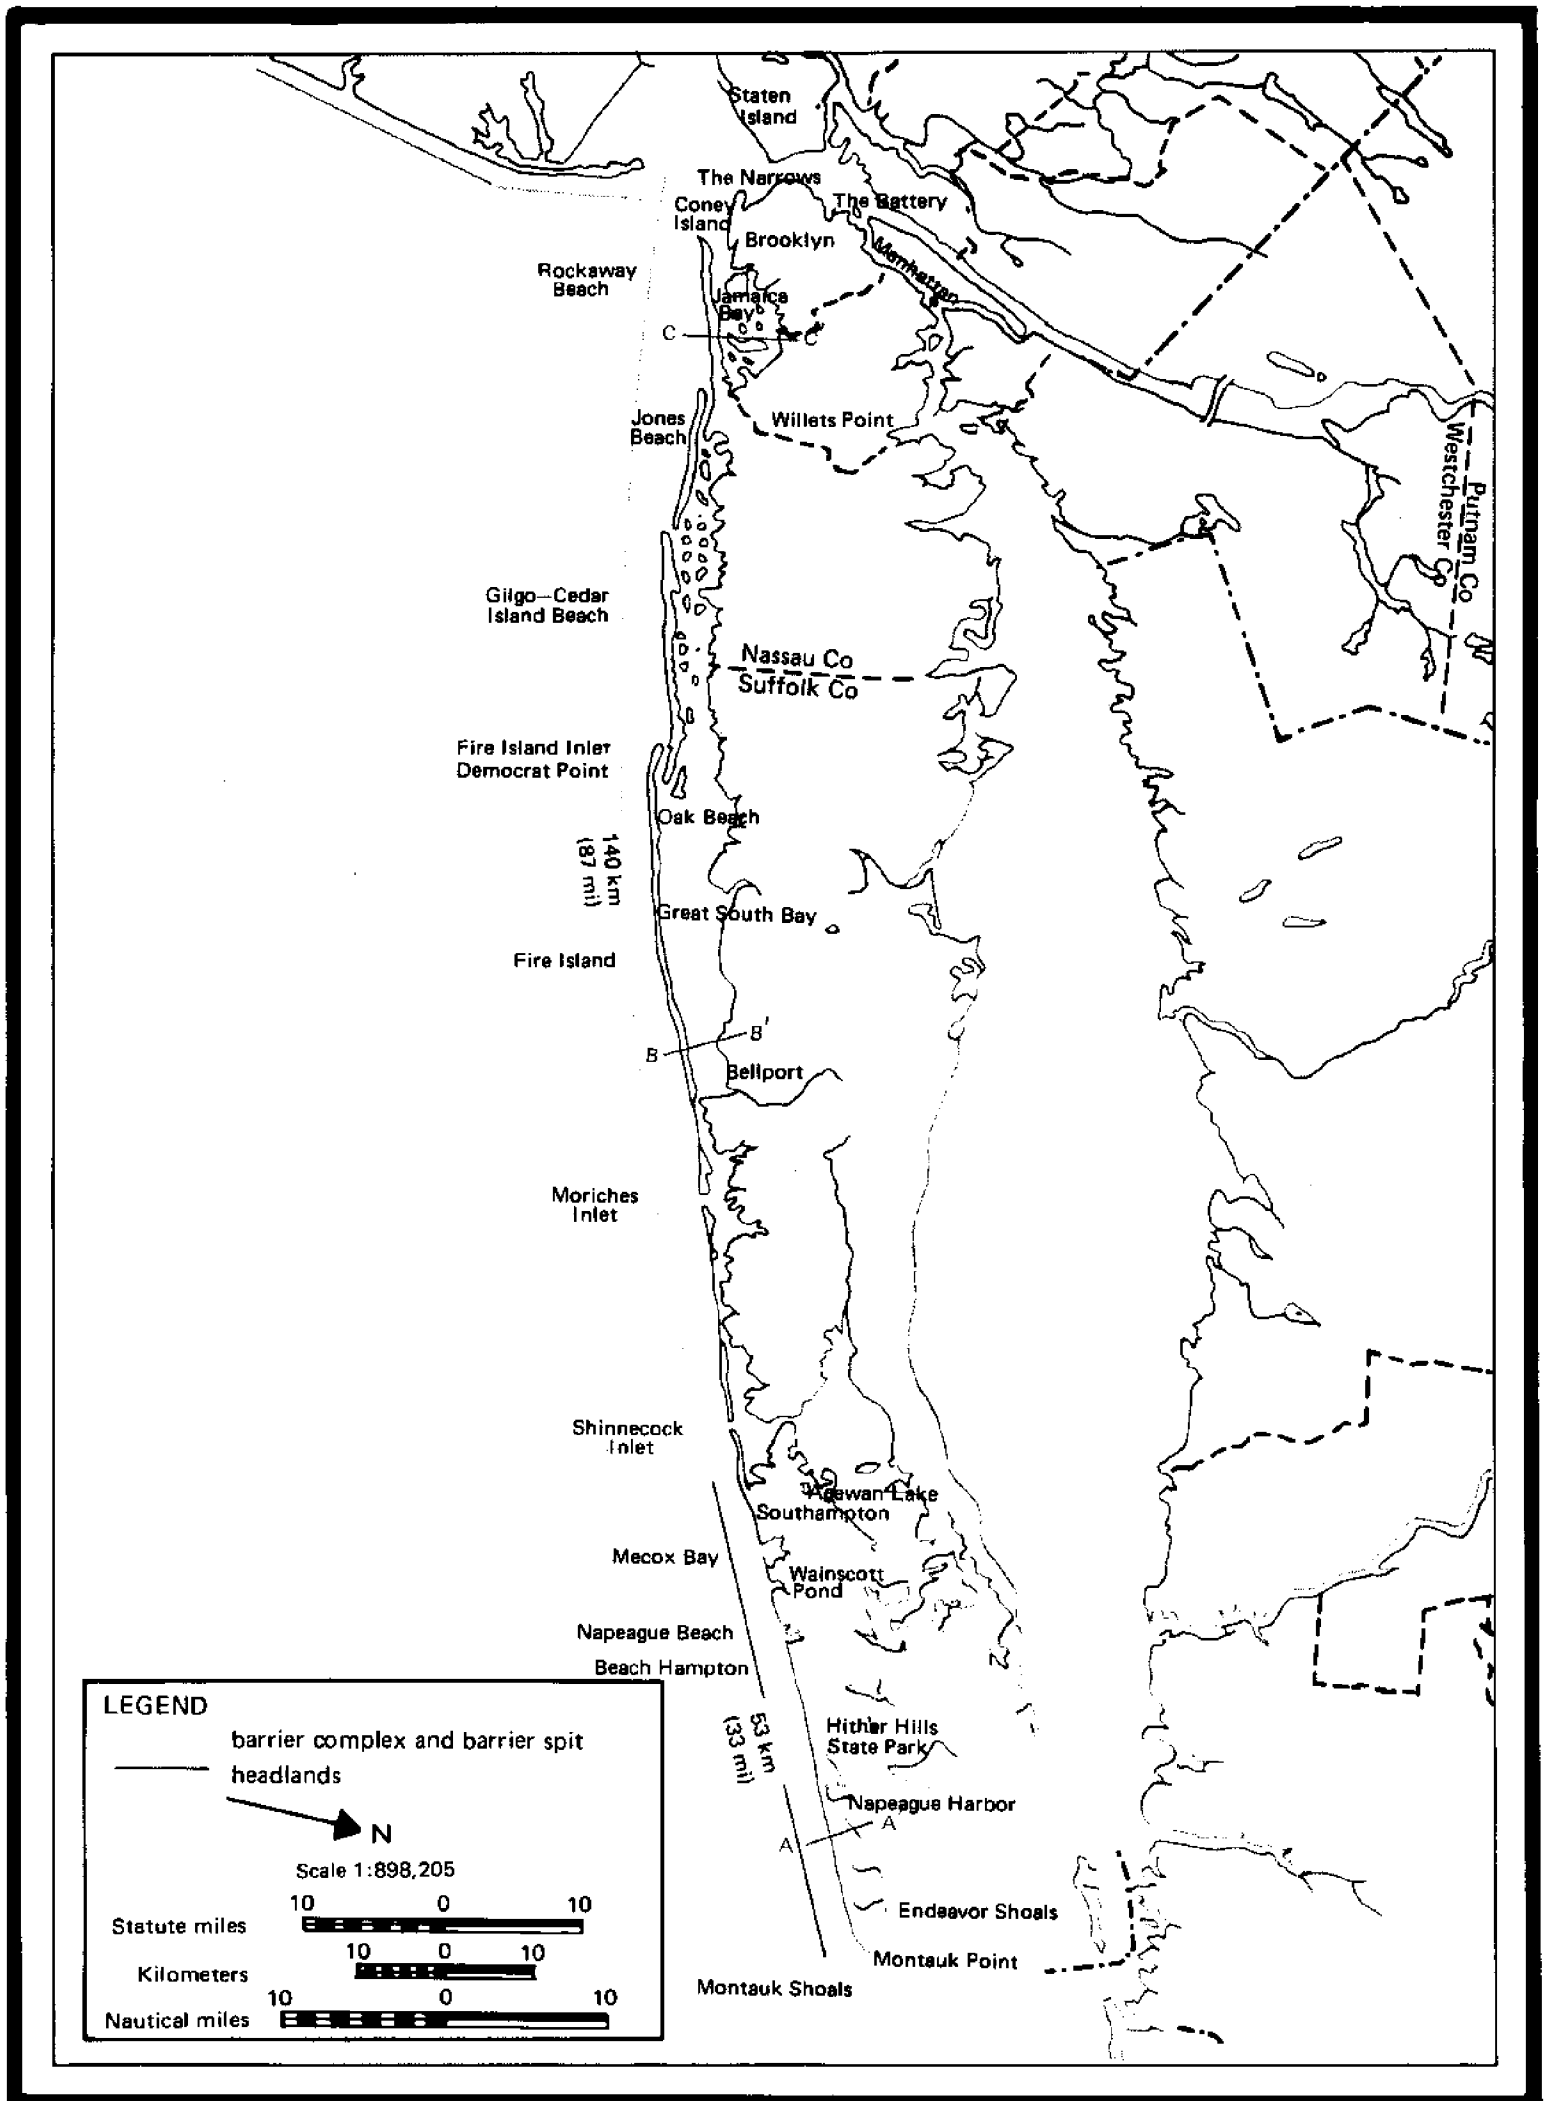 Staten
Island
The Narrows
Coney
Island
The Battery
Brooklyn
Manhattan
Rockaway
Beach
Jamaica
Bay
C
C'
Jones
Beach
Willets Point
Putnam Co
Westchester Co
Gilgo—Cedar
Island Beach
Nassau Co
Suffolk Co
Fire Island Inlet
Democrat Point
Oak Beach
140 km
(87 mi)
Great South Bay
Fire Island
B
B'
Bellport
Moriches
Inlet
Shinnecock
Inlet
Agawan Lake
Southampton
Mecox Bay
Wainscott
Pond
Napeague Beach
Beach Hampton
53 km
(33 mi)
Hither Hills
State Park
Napeague Harbor
A
A'
Endeavor Shoals
Montauk Point
Montauk Shoals
LEGEND
barrier complex and barrier spit
headlands
N
Scale 1:898,205
10 0 10
Statute miles
10 0 10
Kilometers
10 0 10
Nautical miles